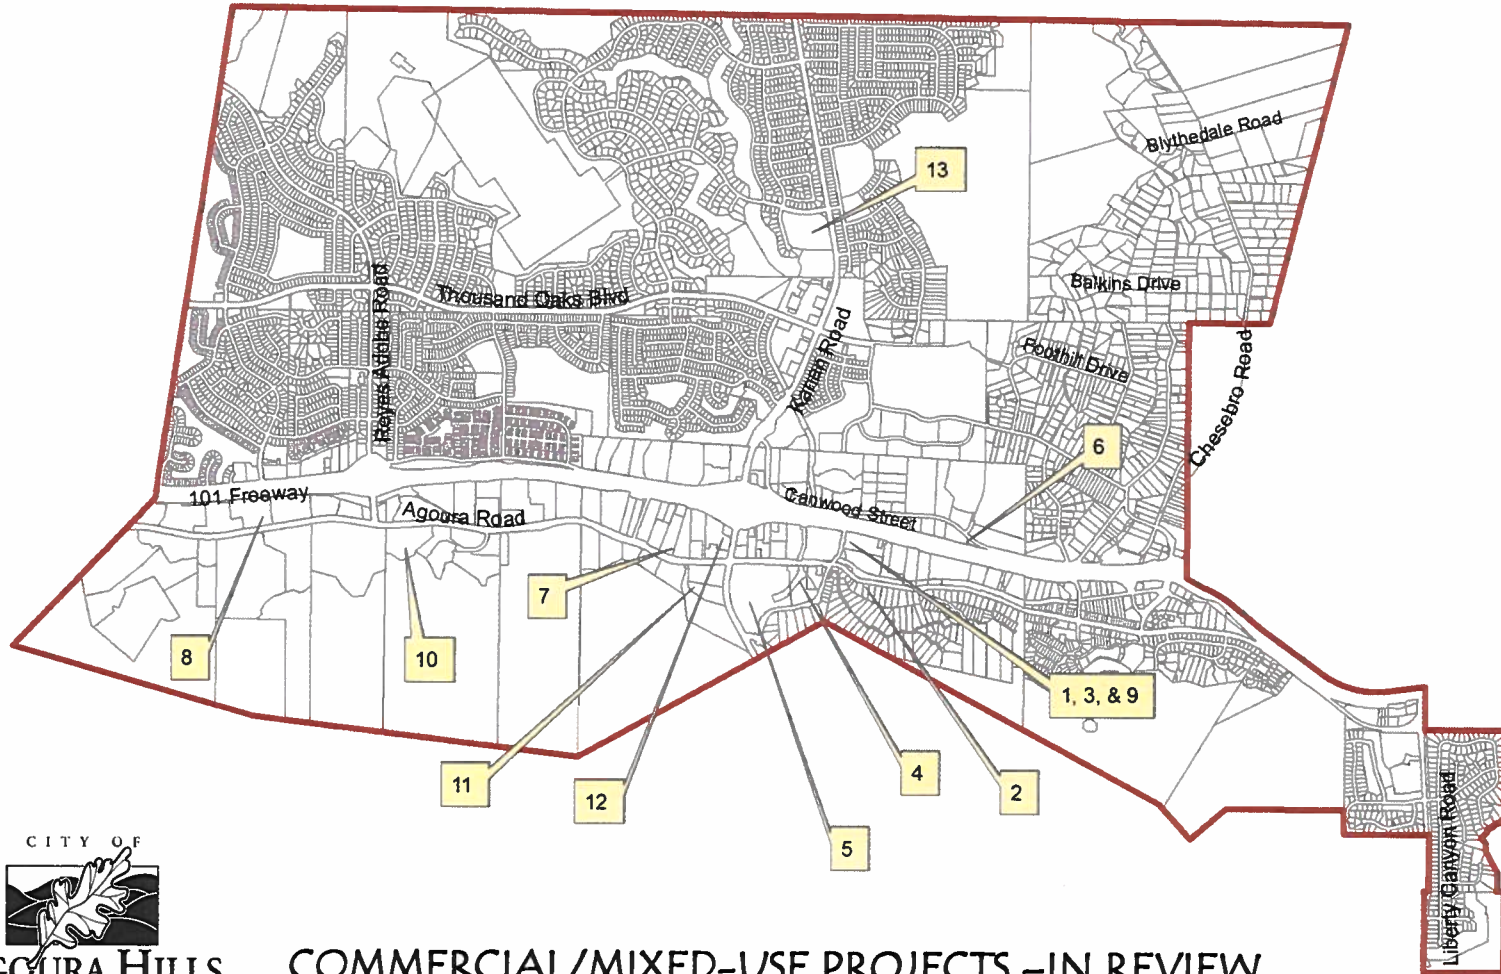 Blythedale Road
13
Balkins Drive
Thousand Oaks Blvd
Reyes Adobe Road
Kanan Road
Foothill Drive
Chesebro Road
6
101 Freeway
Agoura Road
Canwood Street
7
8
10
1, 3, & 9
11
12
4
2
5
Liberty Canyon Road
CITY OF
GOURA HILLS
COMMERCIAL/MIXED-USE PROJECTS -IN REVIEW